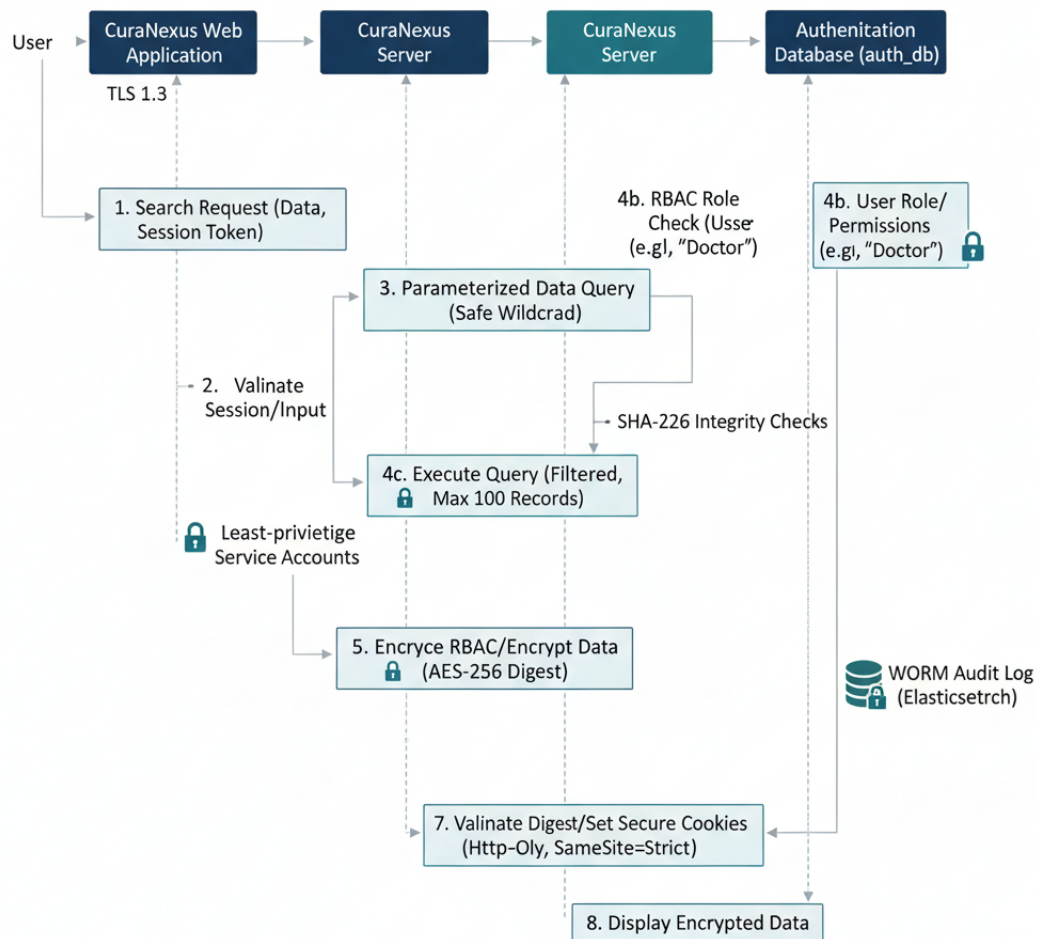 User
CuraNexus Web
Application
CuraNexus
Server
CuraNexus
Server
Authenitation
Database (auth_db)
TLS 1.3
1. Search Request (Data,
Session Token)
4b. RBAC Role
Check (Usse
(e.gl, “Doctor”)
4b. User Role/
Permissions
(e.gı, “Doctor”)
3. Parameterized Data Query
(Safe Wildcrad)
2. Valinate
Session/Input
SHA-226 Integrity Checks
4c. Execute Query (Filtered,
Max 100 Records)
Least-privietige
Service Accounts
5. Encryce RBAC/Encrypt Data
(AES-256 Digest)
WORM Audit Log
(Elasticsetrch)
7. Valinate Digest/Set Secure Cookies
(Http-Oly, SameSite=Strict)
8. Display Encrypted Data